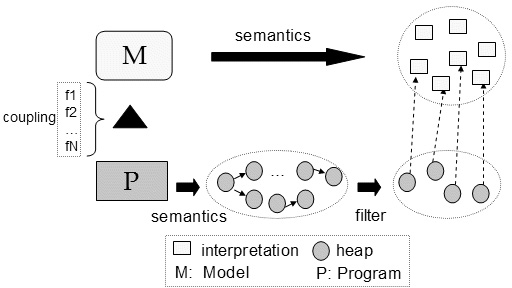 semantics
M
f1
f2
...
fN
coupling
P
...
semantics
filter
interpretation heap
M: Model P: Program